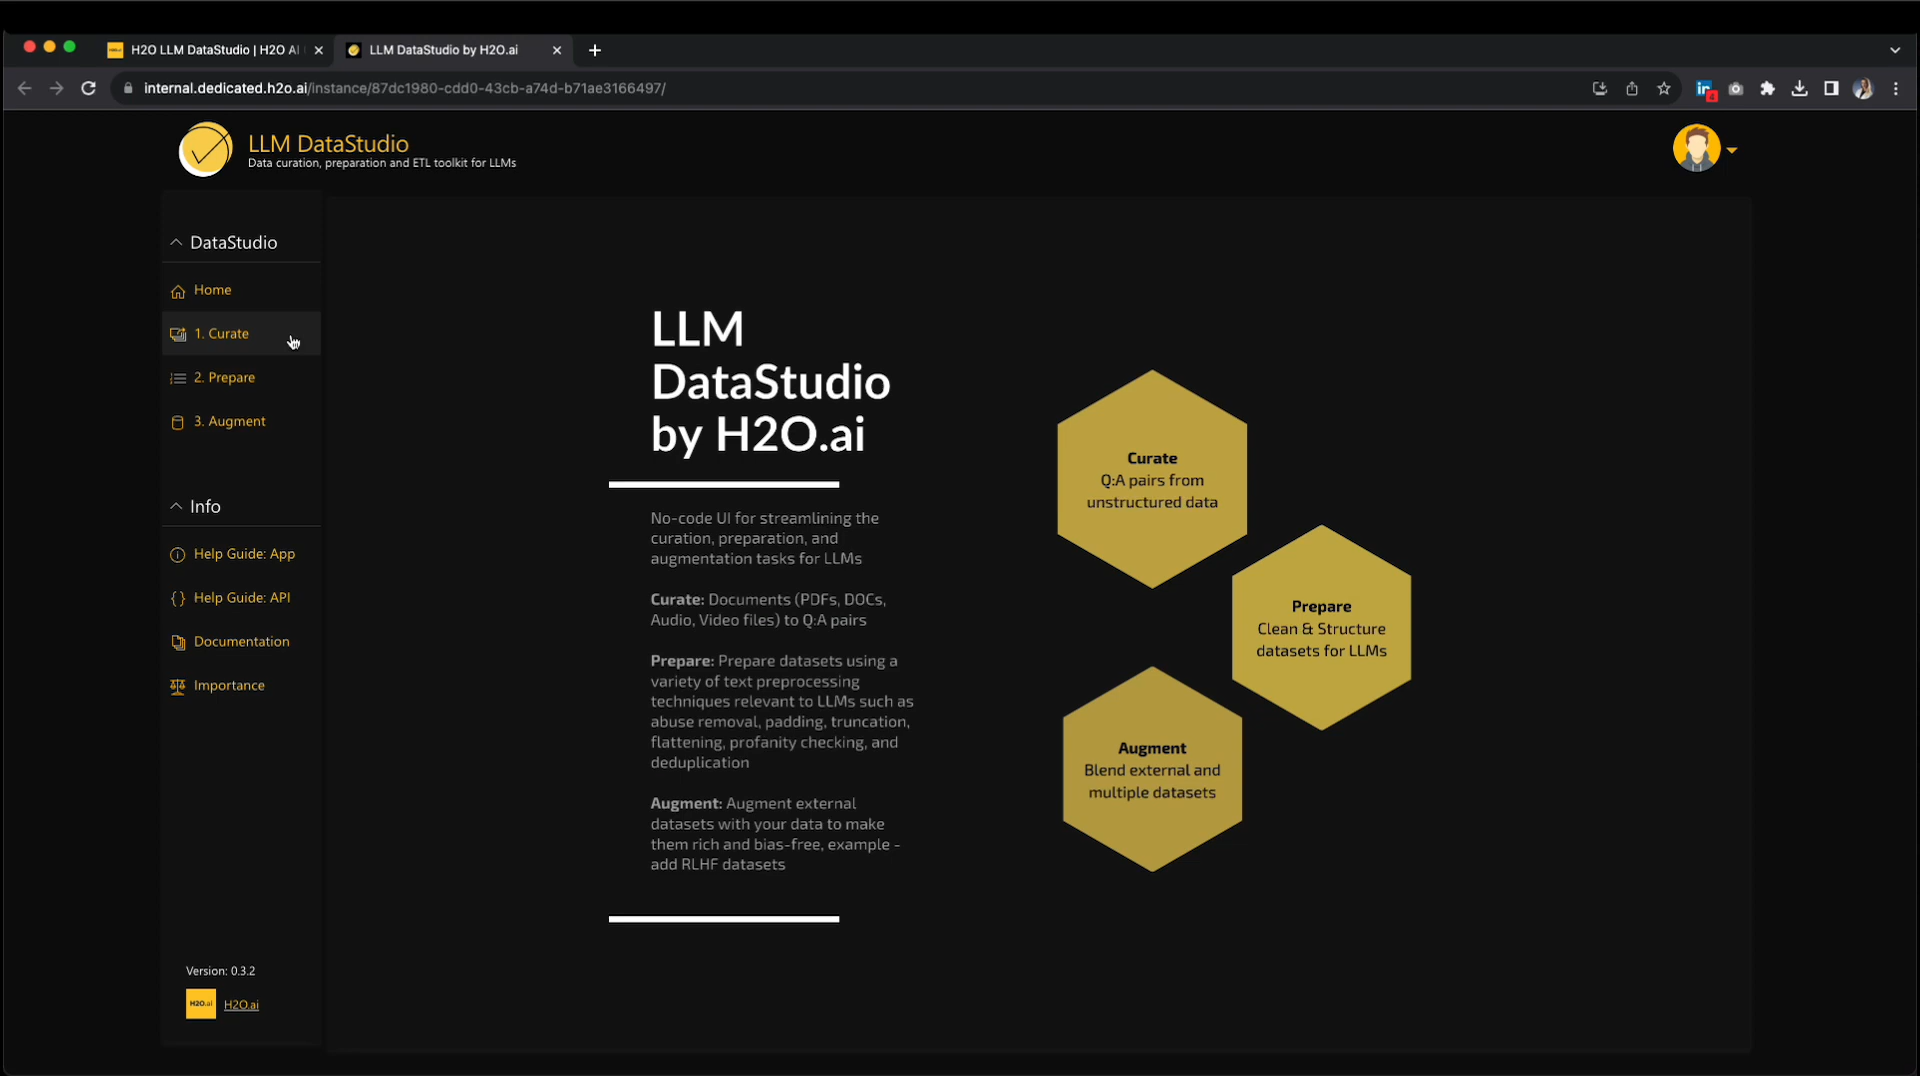 H2O LLM DataStudio | H2O AI
LLM DataStudio by H2O.ai
internal.dedicated.h2o.ai/instance/87dc1980-cdd0-43cb-a74d-b71ae3166497/
4
LLM DataStudio
Data curation, preparation and ETL toolkit for LLMs
DataStudio
Home
1. Curate
2. Prepare
3. Augment
Info
Help Guide: App
Help Guide: API
Documentation
Importance
Version: 0.3.2
H2O.ai
H2O.ai
LLM
DataStudio
by H2O.ai
No-code UI for streamlining the
curation, preparation, and
augmentation tasks for LLMs
Curate: Documents (PDFs, DOCs,
Audio, Video files) to Q:A pairs
Prepare: Prepare datasets using a
variety of text preprocessing
techniques relevant to LLMs such as
abuse removal, padding, truncation,
flattening, profanity checking, and
deduplication
Augment: Augment external
datasets with your data to make
them rich and bias-free, example -
add RLHF datasets
Curate
Q:A pairs from
unstructured data
Prepare
Clean & Structure
datasets for LLMs
Augment
Blend external and
multiple datasets